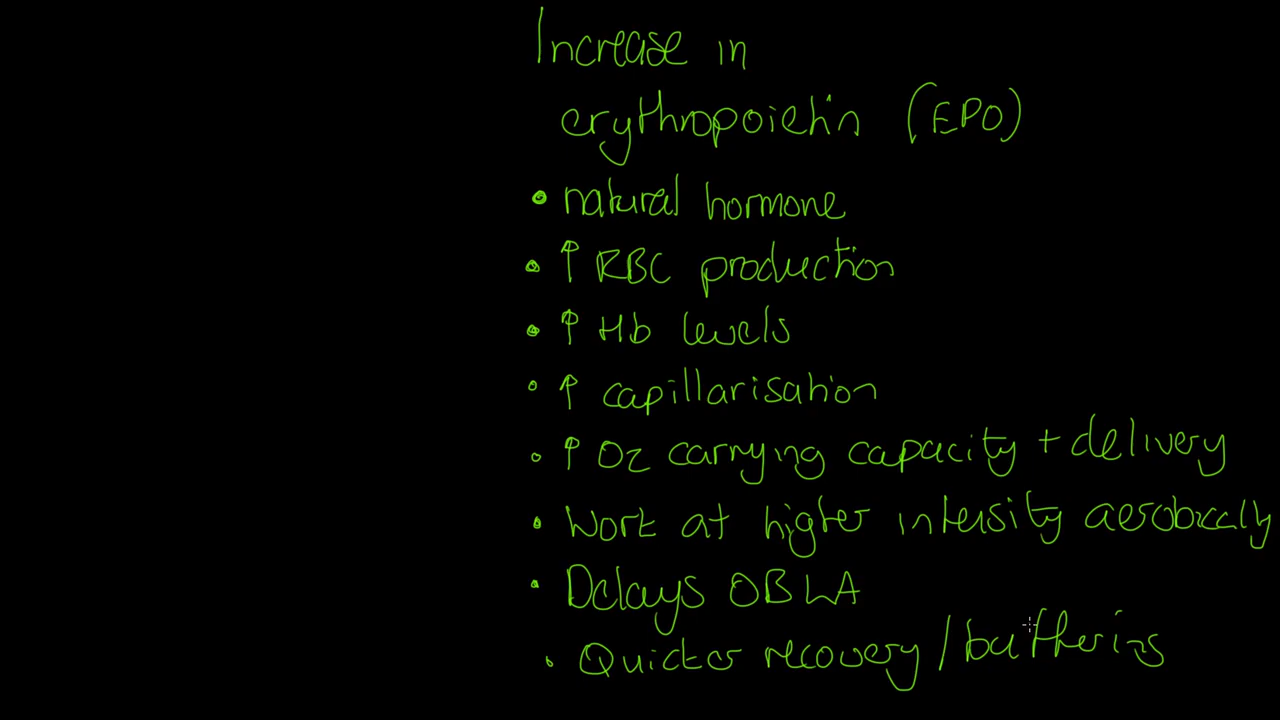 Increase in
erythropoietin (EPO)
• natural hormone
• ↑ RBC production
• ↑ Hb levels
• ↑ capillarisation
• ↑ O2 carrying capacity + delivery
• Work at higher intensity aerobically
• Delays OBLA
• Quicker recovery / buffering